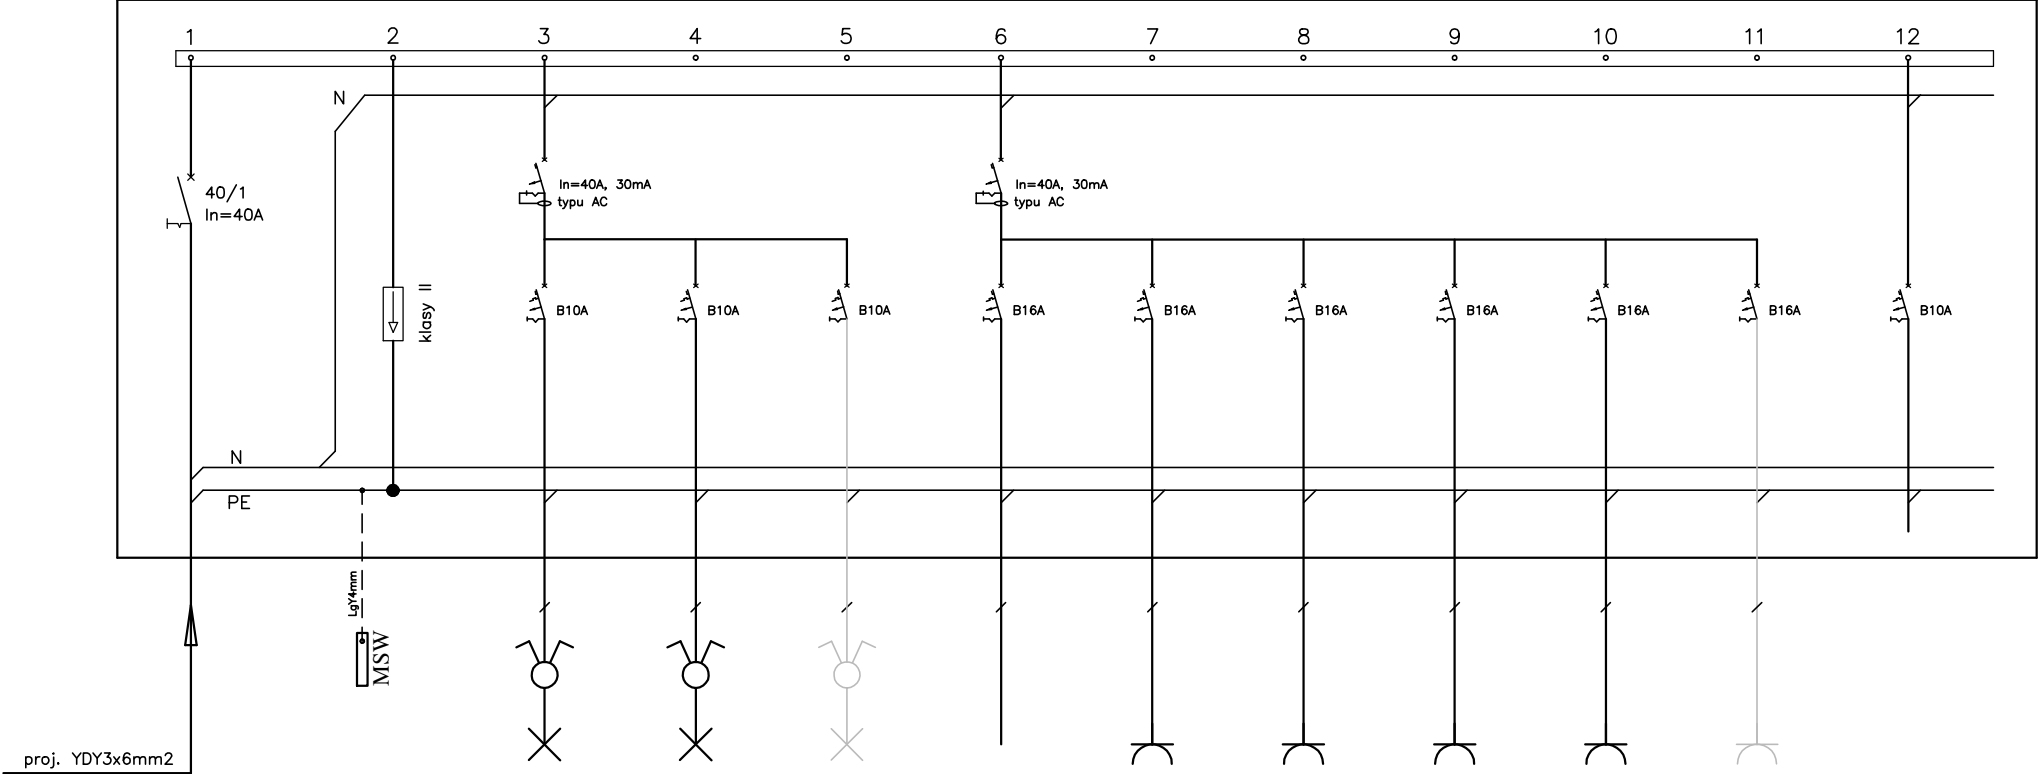 1 2 3 4 5 6 7 8 9 10 11 12
N
40/1
In=40A
In=40A, 30mA
typu AC
In=40A, 30mA
typu AC
klasy II
B10A B10A B10A B16A B16A B16A B16A B16A B16A B10A
N
PE
LgY4mm
MSW
proj. YDY3x6mm2